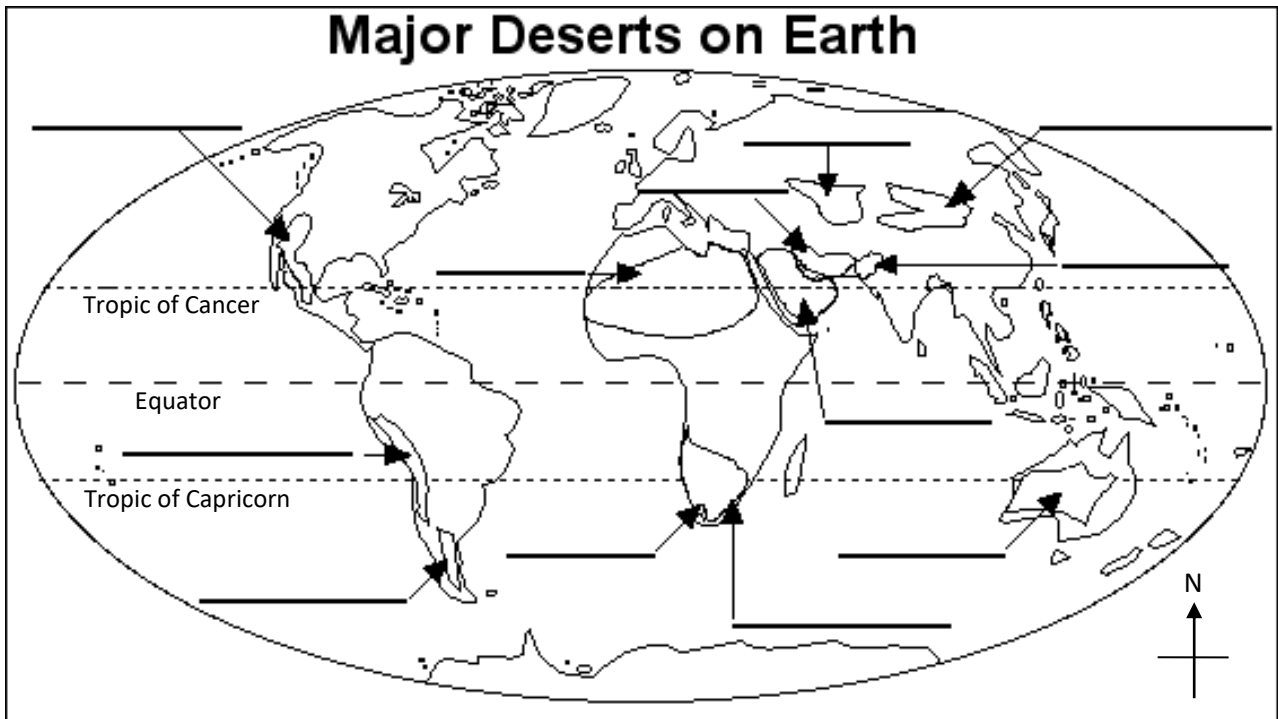 Major Deserts on Earth
Tropic of Cancer
Equator
Tropic of Capricorn
N